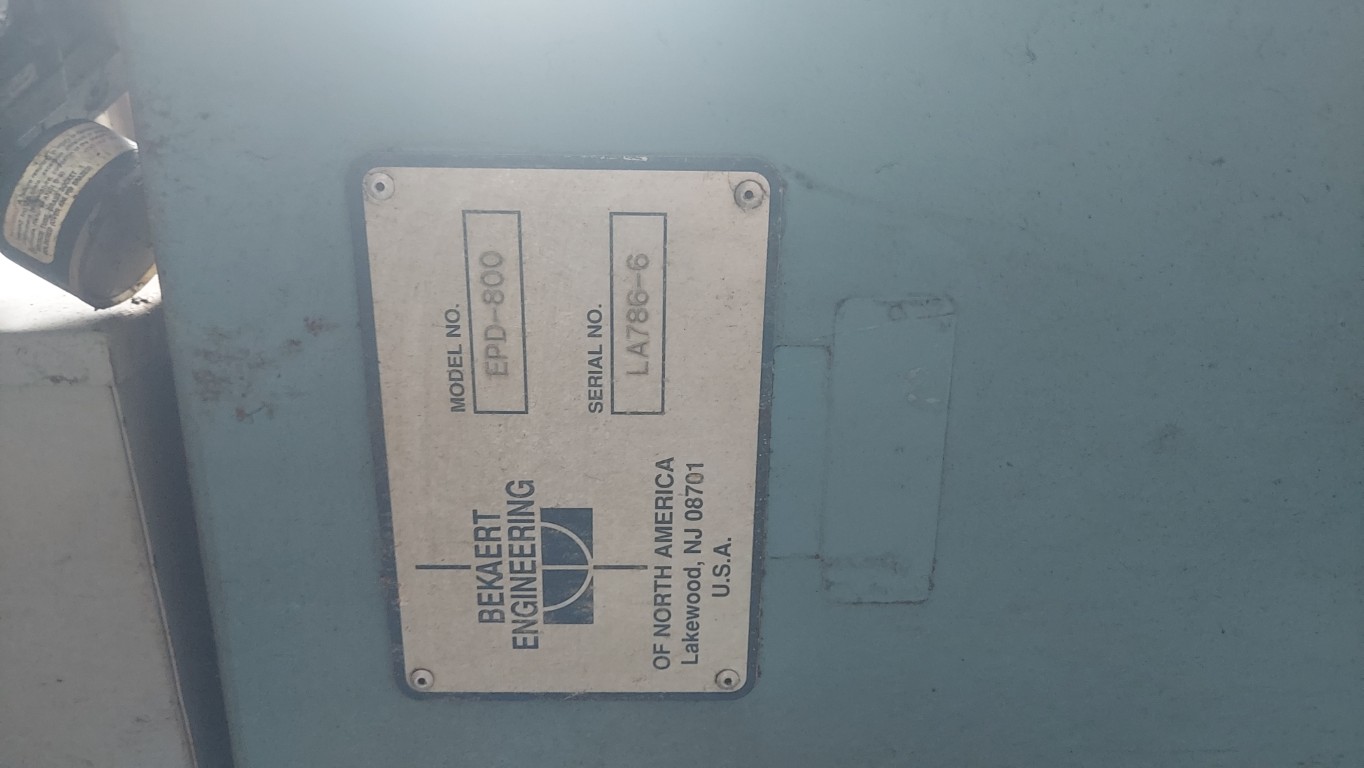 BEKAERT
ENGINEERING
OF NORTH AMERICA
Lakewood, NJ 08701
U.S.A.
MODEL NO.
EPD-800
SERIAL NO.
LA786-6